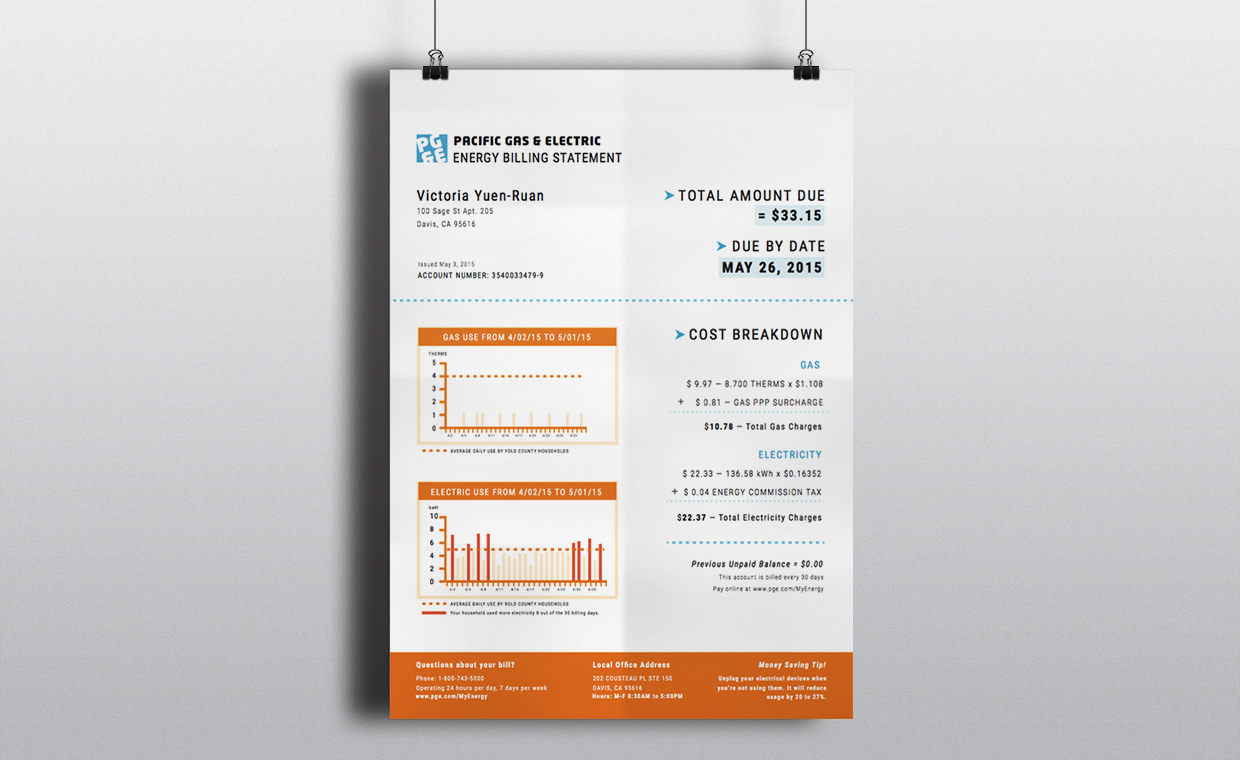 PG&E
PACIFIC GAS & ELECTRIC
ENERGY BILLING STATEMENT
Victoria Yuen-Ruan
100 Sage St Apt. 205
Davis, CA 95616
Issued May 3, 2015
ACCOUNT NUMBER: 3540033479-9
TOTAL AMOUNT DUE
= $33.15
DUE BY DATE
MAY 26, 2015
GAS USE FROM 4/02/15 TO 5/01/15
THERMS
5
4
3
2
1
0
AVERAGE DAILY USE BY YOLO COUNTY HOUSEHOLDS
ELECTRIC USE FROM 4/02/15 TO 5/01/15
10
8
6
4
2
0
AVERAGE DAILY USE BY YOLO COUNTY HOUSEHOLDS
Your household used more electricity 8 out of the 30 billing days.
COST BREAKDOWN
GAS
$ 9.97 – 8.700 THERMS x $1.108
+ $ 0.81 – GAS PPP SURCHARGE
$10.78 – Total Gas Charges
ELECTRICITY
$ 22.33 – 136.58 kWh x $0.16352
+ $ 0.04 ENERGY COMMISSION TAX
$22.37 – Total Electricity Charges
Previous Unpaid Balance = $0.00
This account is billed every 30 days
Pay online at www.pge.com/MyEnergy
Questions about your bill?
Phone: 1-800-743-5000
Operating 24 hours per day, 7 days per week
www.pge.com/MyEnergy
Local Office Address
202 COUSTEAU PL STE 150
DAVIS, CA 95616
Hours: M-F 8:30AM to 5:00PM
Money Saving Tip!
Unplug your electrical devices when
you're not using them. It will reduce
usage by 20 to 27%.